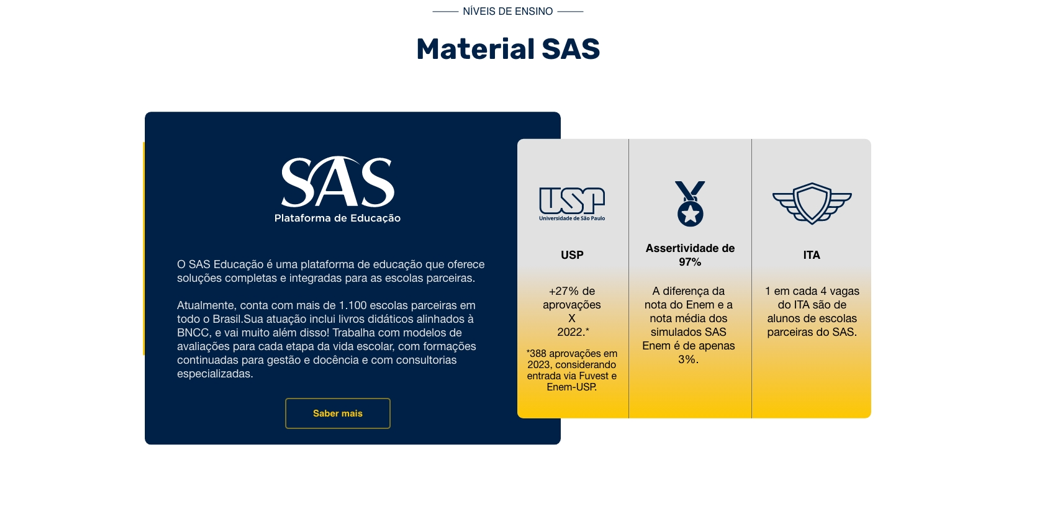 NÍVEIS DE ENSINO
Material SAS
SAS
Plataforma de Educação
O SAS Educação é uma plataforma de educação que oferece
soluções completas e integradas para as escolas parceiras.
Atualmente, conta com mais de 1.100 escolas parceiras em
todo o Brasil.Sua atuação inclui livros didáticos alinhados à
BNCC, e vai muito além disso! Trabalha com modelos de
avaliações para cada etapa da vida escolar, com formações
continuadas para gestão e docência e com consultorias
especializadas.
Saber mais
USP
Universidade de São Paulo
USP
+27% de
aprovações
X
2022.*
*388 aprovações em
2023, considerando
entrada via Fuvest e
Enem-USP.
Assertividade de
97%
A diferença da
nota do Enem e a
nota média dos
simulados SAS
Enem é de apenas
3%.
ITA
1 em cada 4 vagas
do ITA são de
alunos de escolas
parceiras do SAS.